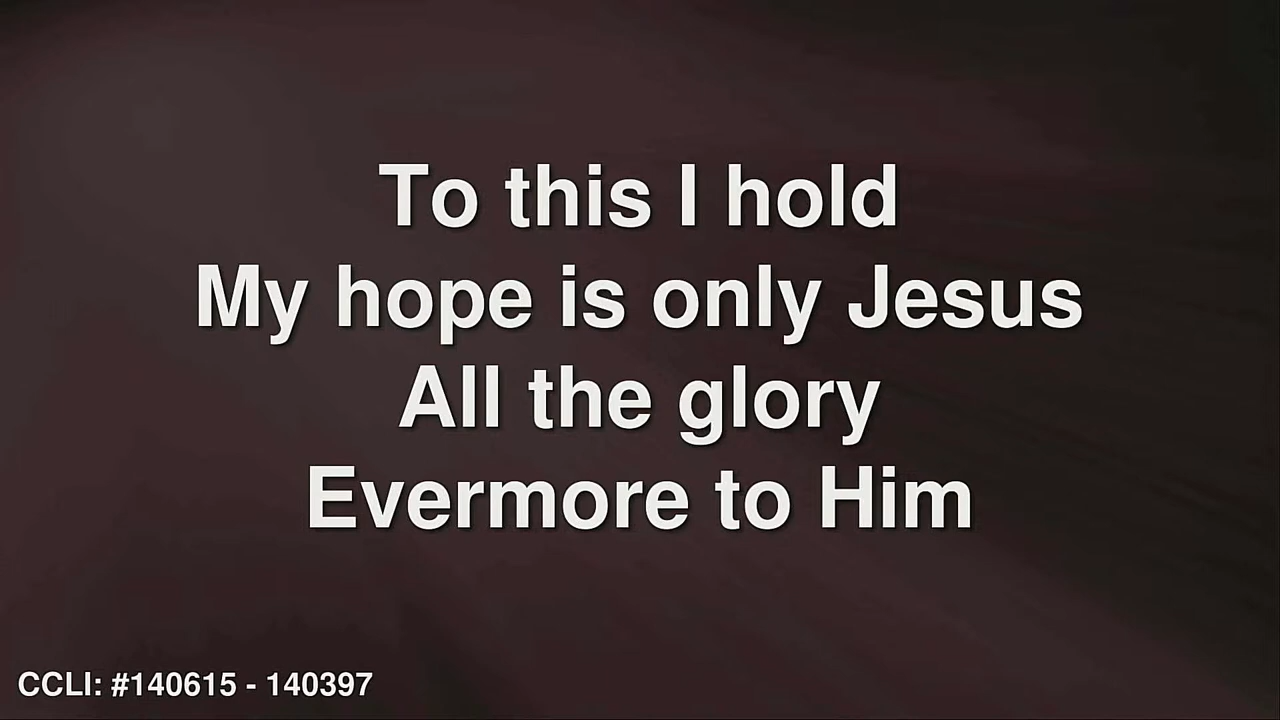 To this I hold
My hope is only Jesus
All the glory
Evermore to Him
CCLI: #140615 - 140397